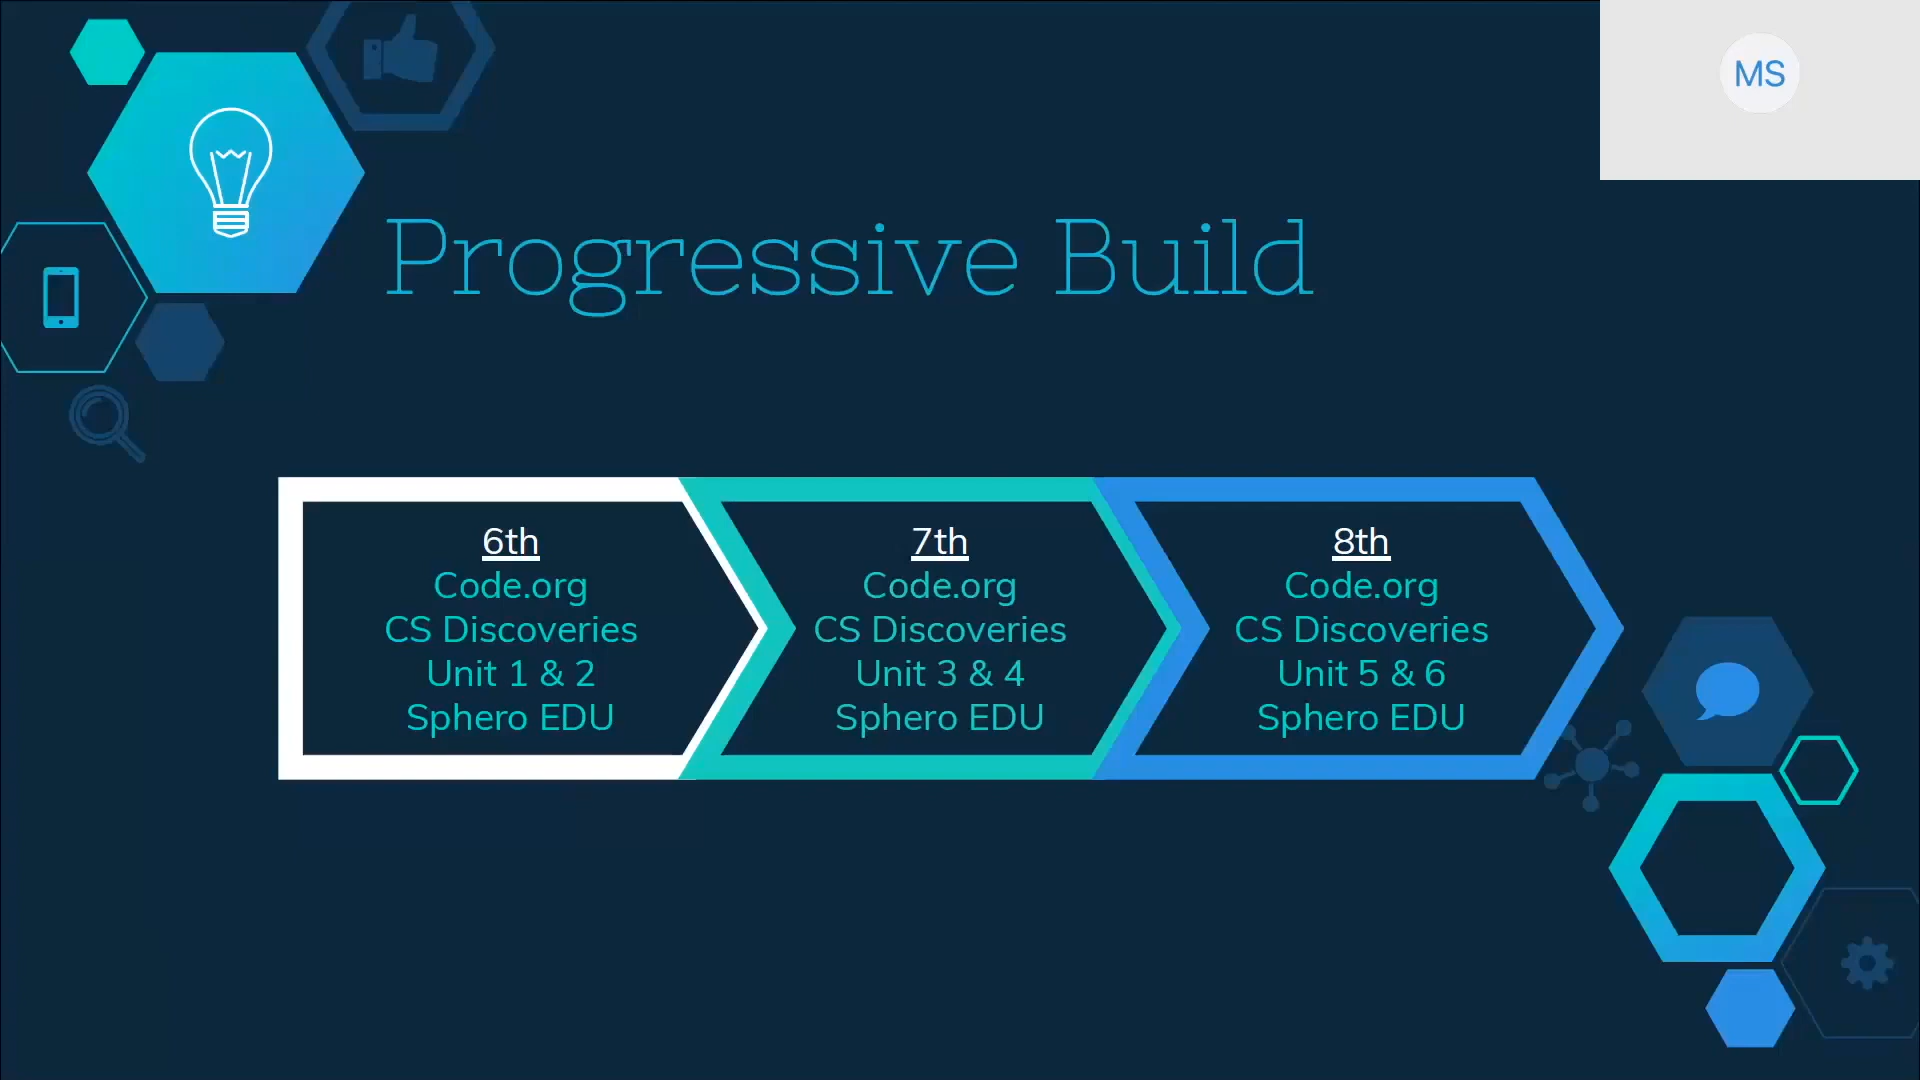 MS
Progressive Build
6th
Code.org
CS Discoveries
Unit 1 & 2
Sphero EDU
7th
Code.org
CS Discoveries
Unit 3 & 4
Sphero EDU
8th
Code.org
CS Discoveries
Unit 5 & 6
Sphero EDU